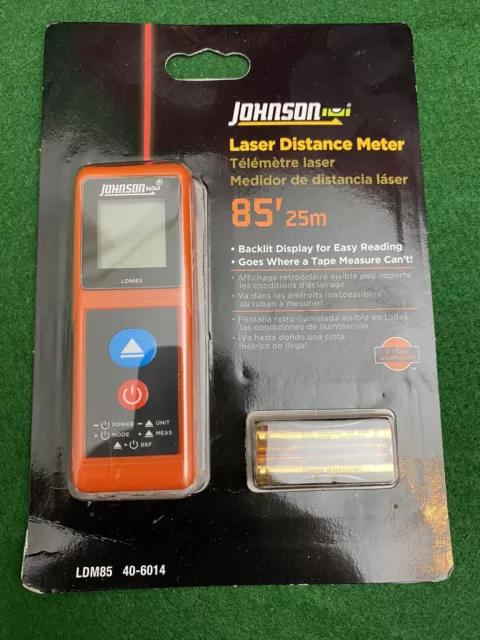 JOHNSON
Laser Distance Meter
Télémètre laser
Medidor de distancia láser
85' 25m
• Backlit Display for Easy Reading
• Goes Where a Tape Measure Can't!
• Affichage rétroéclairé visible peu importe
les conditions d'éclairage
• Va dans les endroits inaccessibles
au ruban à mesurer!
• Pantalla retro-iluminada visible en todas
las condiciones de iluminación
• ¡Va hasta donde una cinta
métrica no llega!
2 YEAR
WARRANTY
JOHNSON
LDM85
POWER
UNIT
MODE
MEAS
REF
LDM85 40-6014